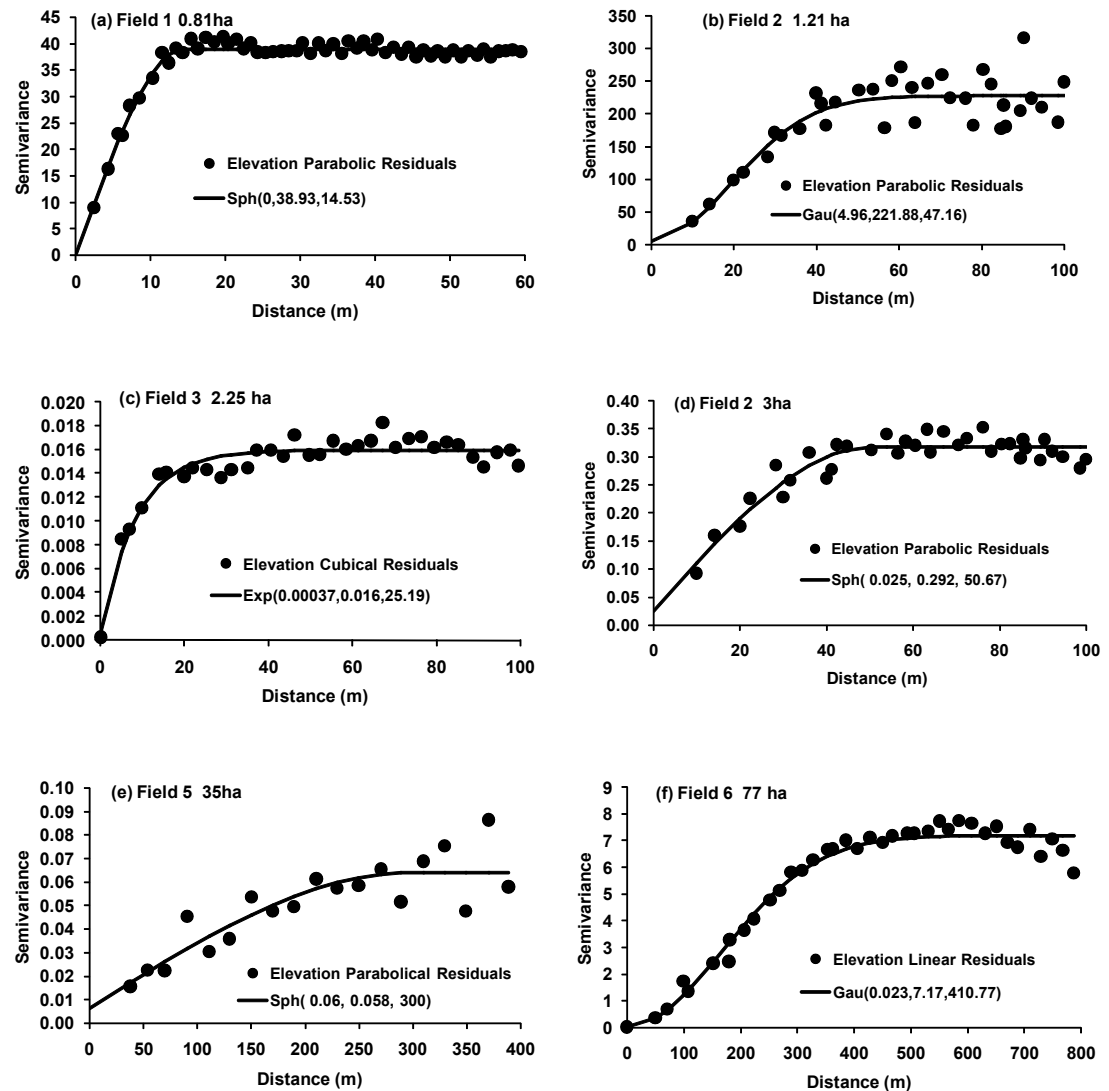 (a) Field 1 0.81ha
Semivariance
45
40
35
30
25
20
15
10
5
0
Elevation Parabolic Residuals
Sph(0,38.93,14.53)
0 10 20 30 40 50 60
Distance (m)
(b) Field 2 1.21 ha
Semivariance
350
300
250
200
150
100
50
0
Elevation Parabolic Residuals
Gau(4.96,221.88,47.16)
0 20 40 60 80 100
Distance (m)
(c) Field 3 2.25 ha
Semivariance
0.020
0.018
0.016
0.014
0.012
0.010
0.008
0.006
0.004
0.002
0.000
Elevation Cubical Residuals
Exp(0.00037,0.016,25.19)
0 20 40 60 80 100
Distance (m)
(d) Field 2 3ha
Semivariance
0.40
0.35
0.30
0.25
0.20
0.15
0.10
0.05
0.00
Elevation Parabolic Residuals
Sph( 0.025, 0.292, 50.67)
0 20 40 60 80 100
Distance (m)
(e) Field 5 35ha
Semivariance
0.10
0.09
0.08
0.07
0.06
0.05
0.04
0.03
0.02
0.01
0.00
Elevation Parabolical Residuals
Sph( 0.06, 0.058, 300)
0 50 100 150 200 250 300 350 400
Distance (m)
(f) Field 6 77 ha
Semivariance
9
8
7
6
5
4
3
2
1
0
Elevation Linear Residuals
Gau(0.023,7.17,410.77)
0 100 200 300 400 500 600 700 800
Distance (m)